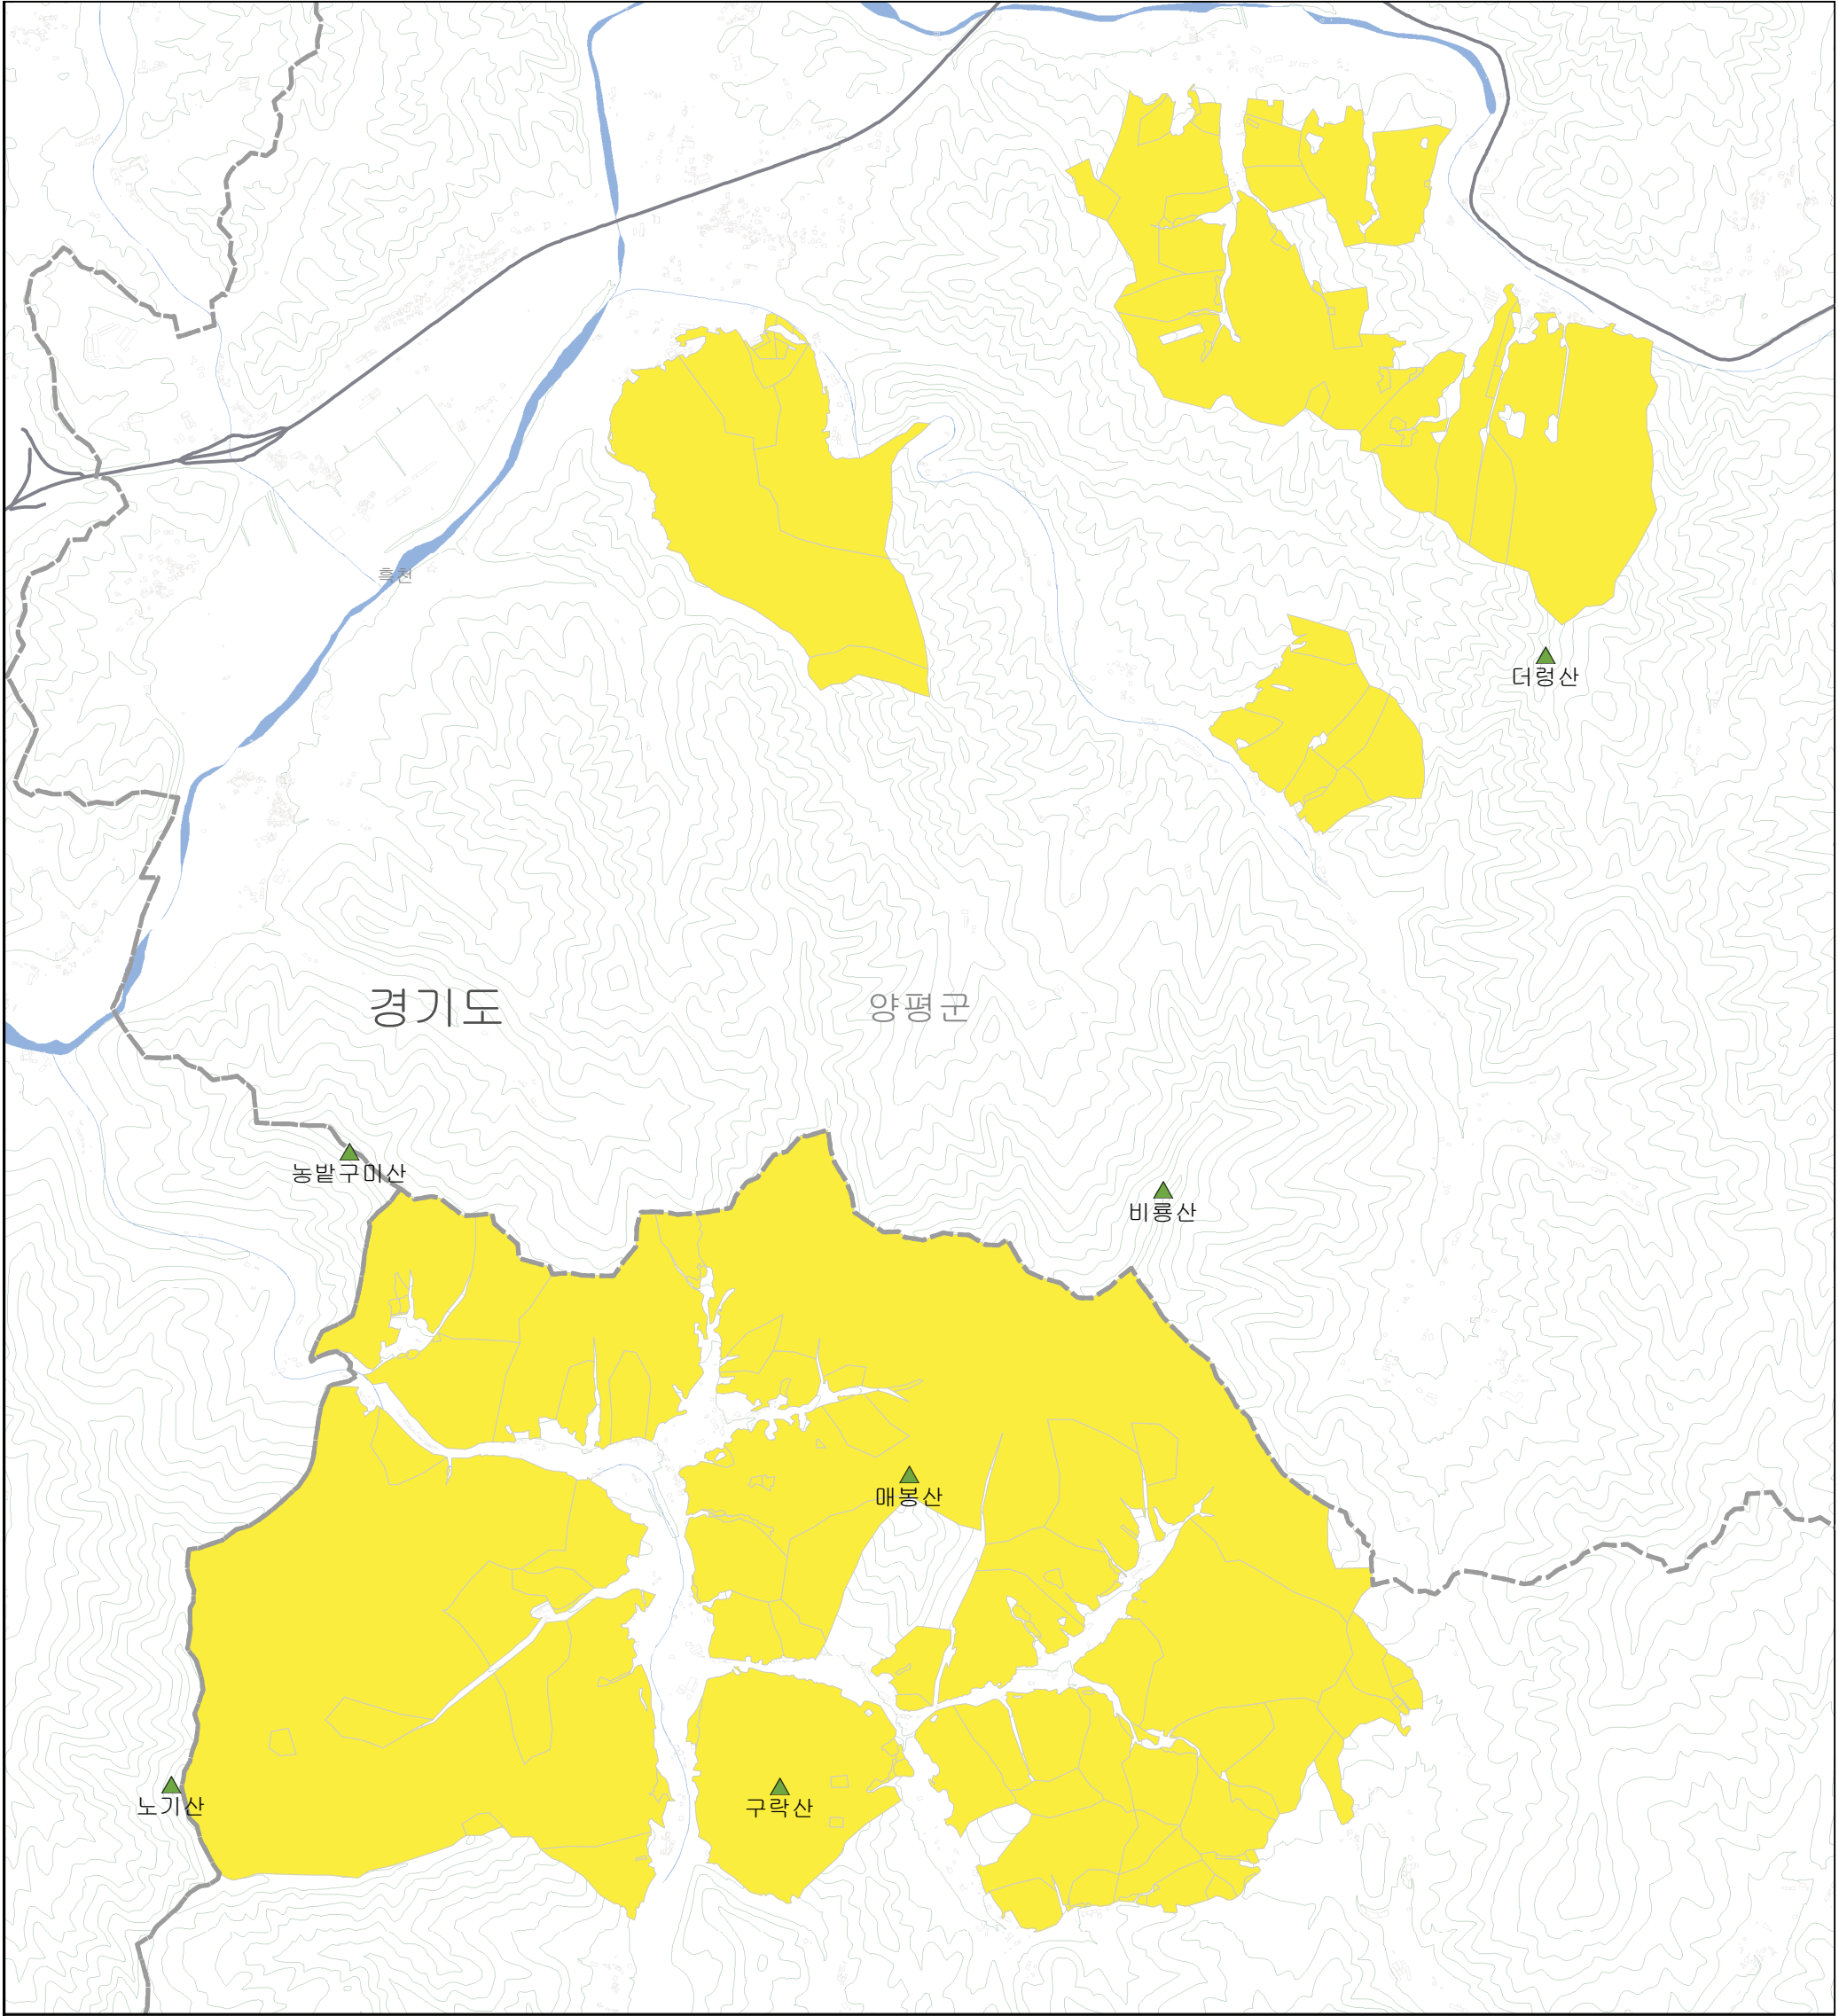 흑천
더렁산
경기도
양평군
농밭구미산
비룡산
매봉산
노기산
구락산